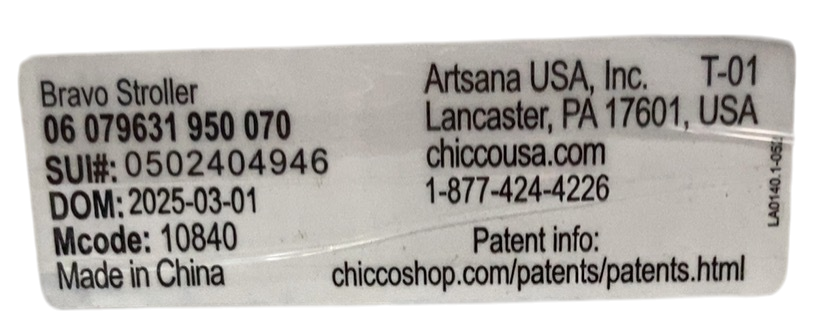 Bravo Stroller
06 079631 950 070
SUI#: 0502404946
DOM: 2025-03-01
Mcode: 10840
Made in China
Artsana USA, Inc. T-01
Lancaster, PA 17601, USA
chiccousa.com
1-877-424-4226
Patent info:
chiccoshop.com/patents/patents.html